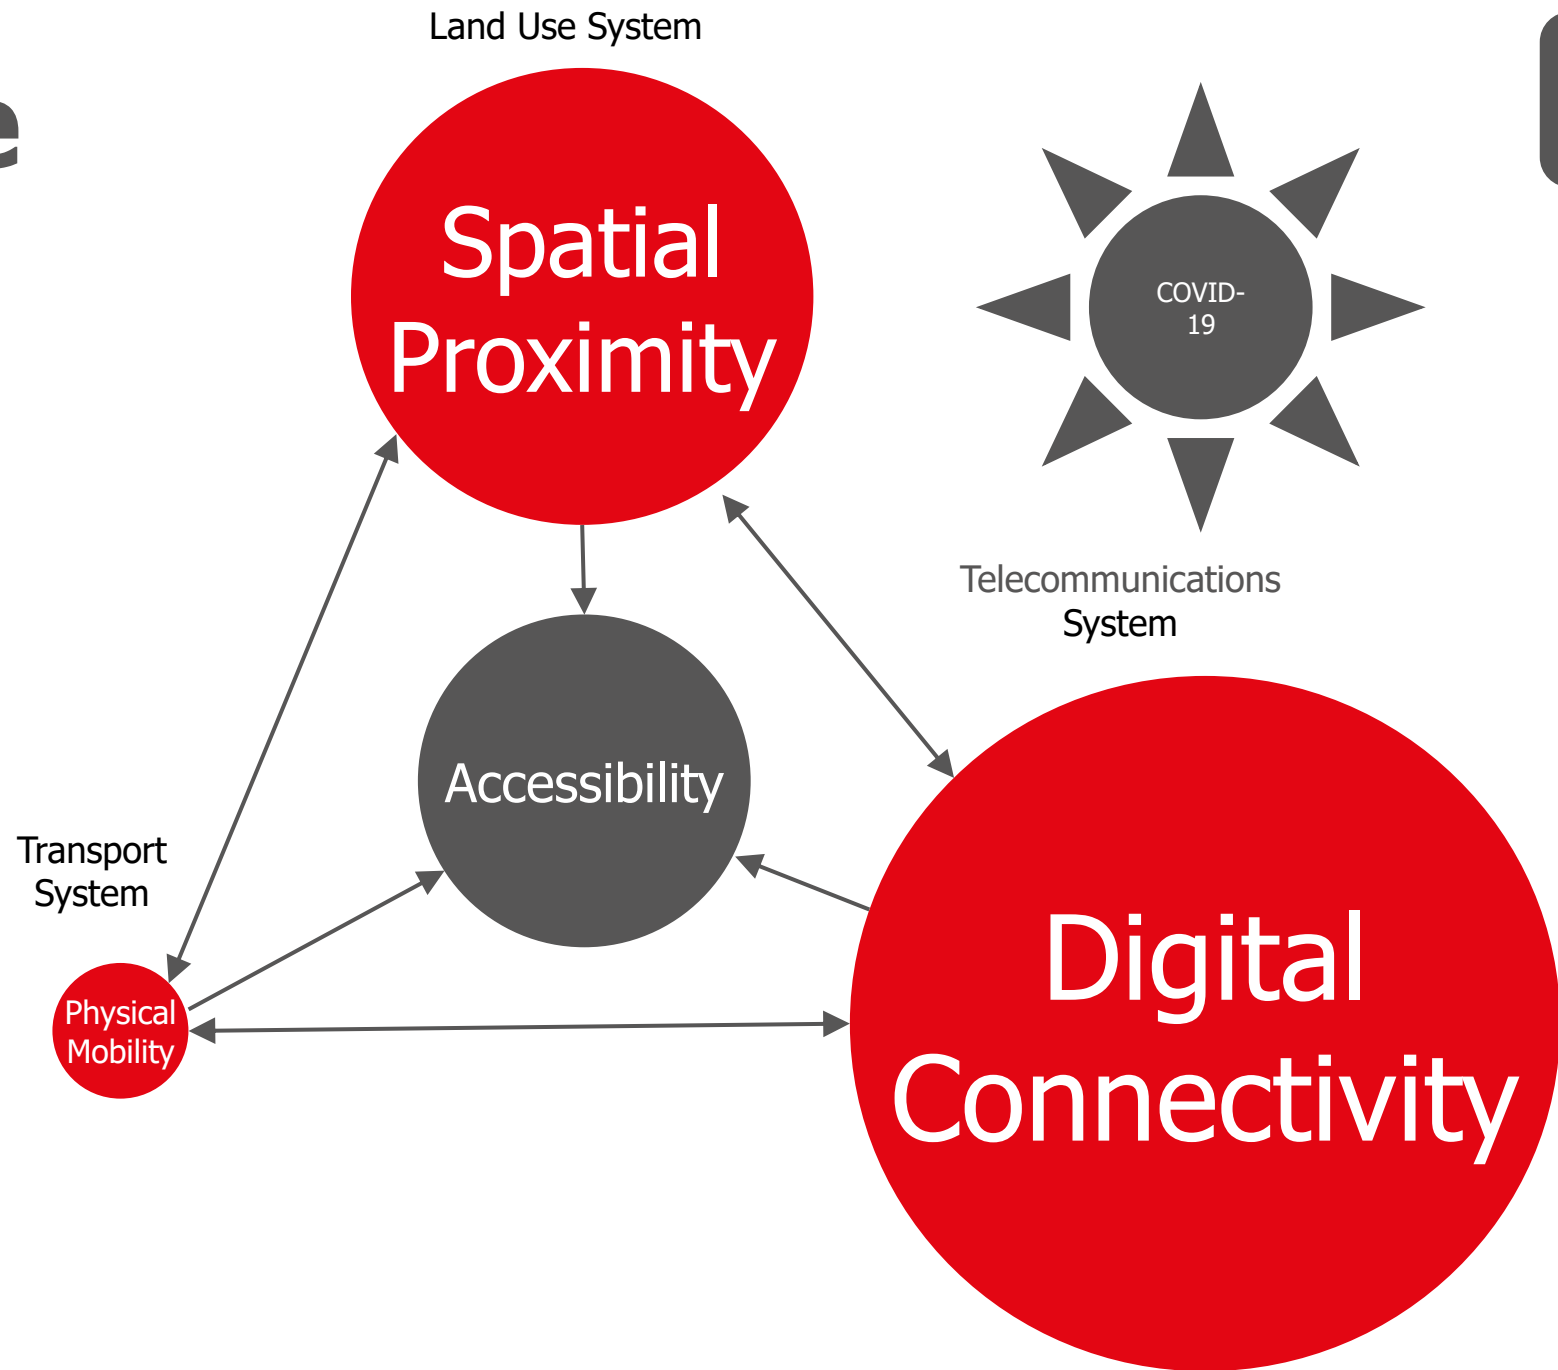 Land Use System
e
Spatial
Proximity
COVID-
19
Telecommunications
System
Accessibility
Transport
System
Digital
Connectivity
Physical
Mobility